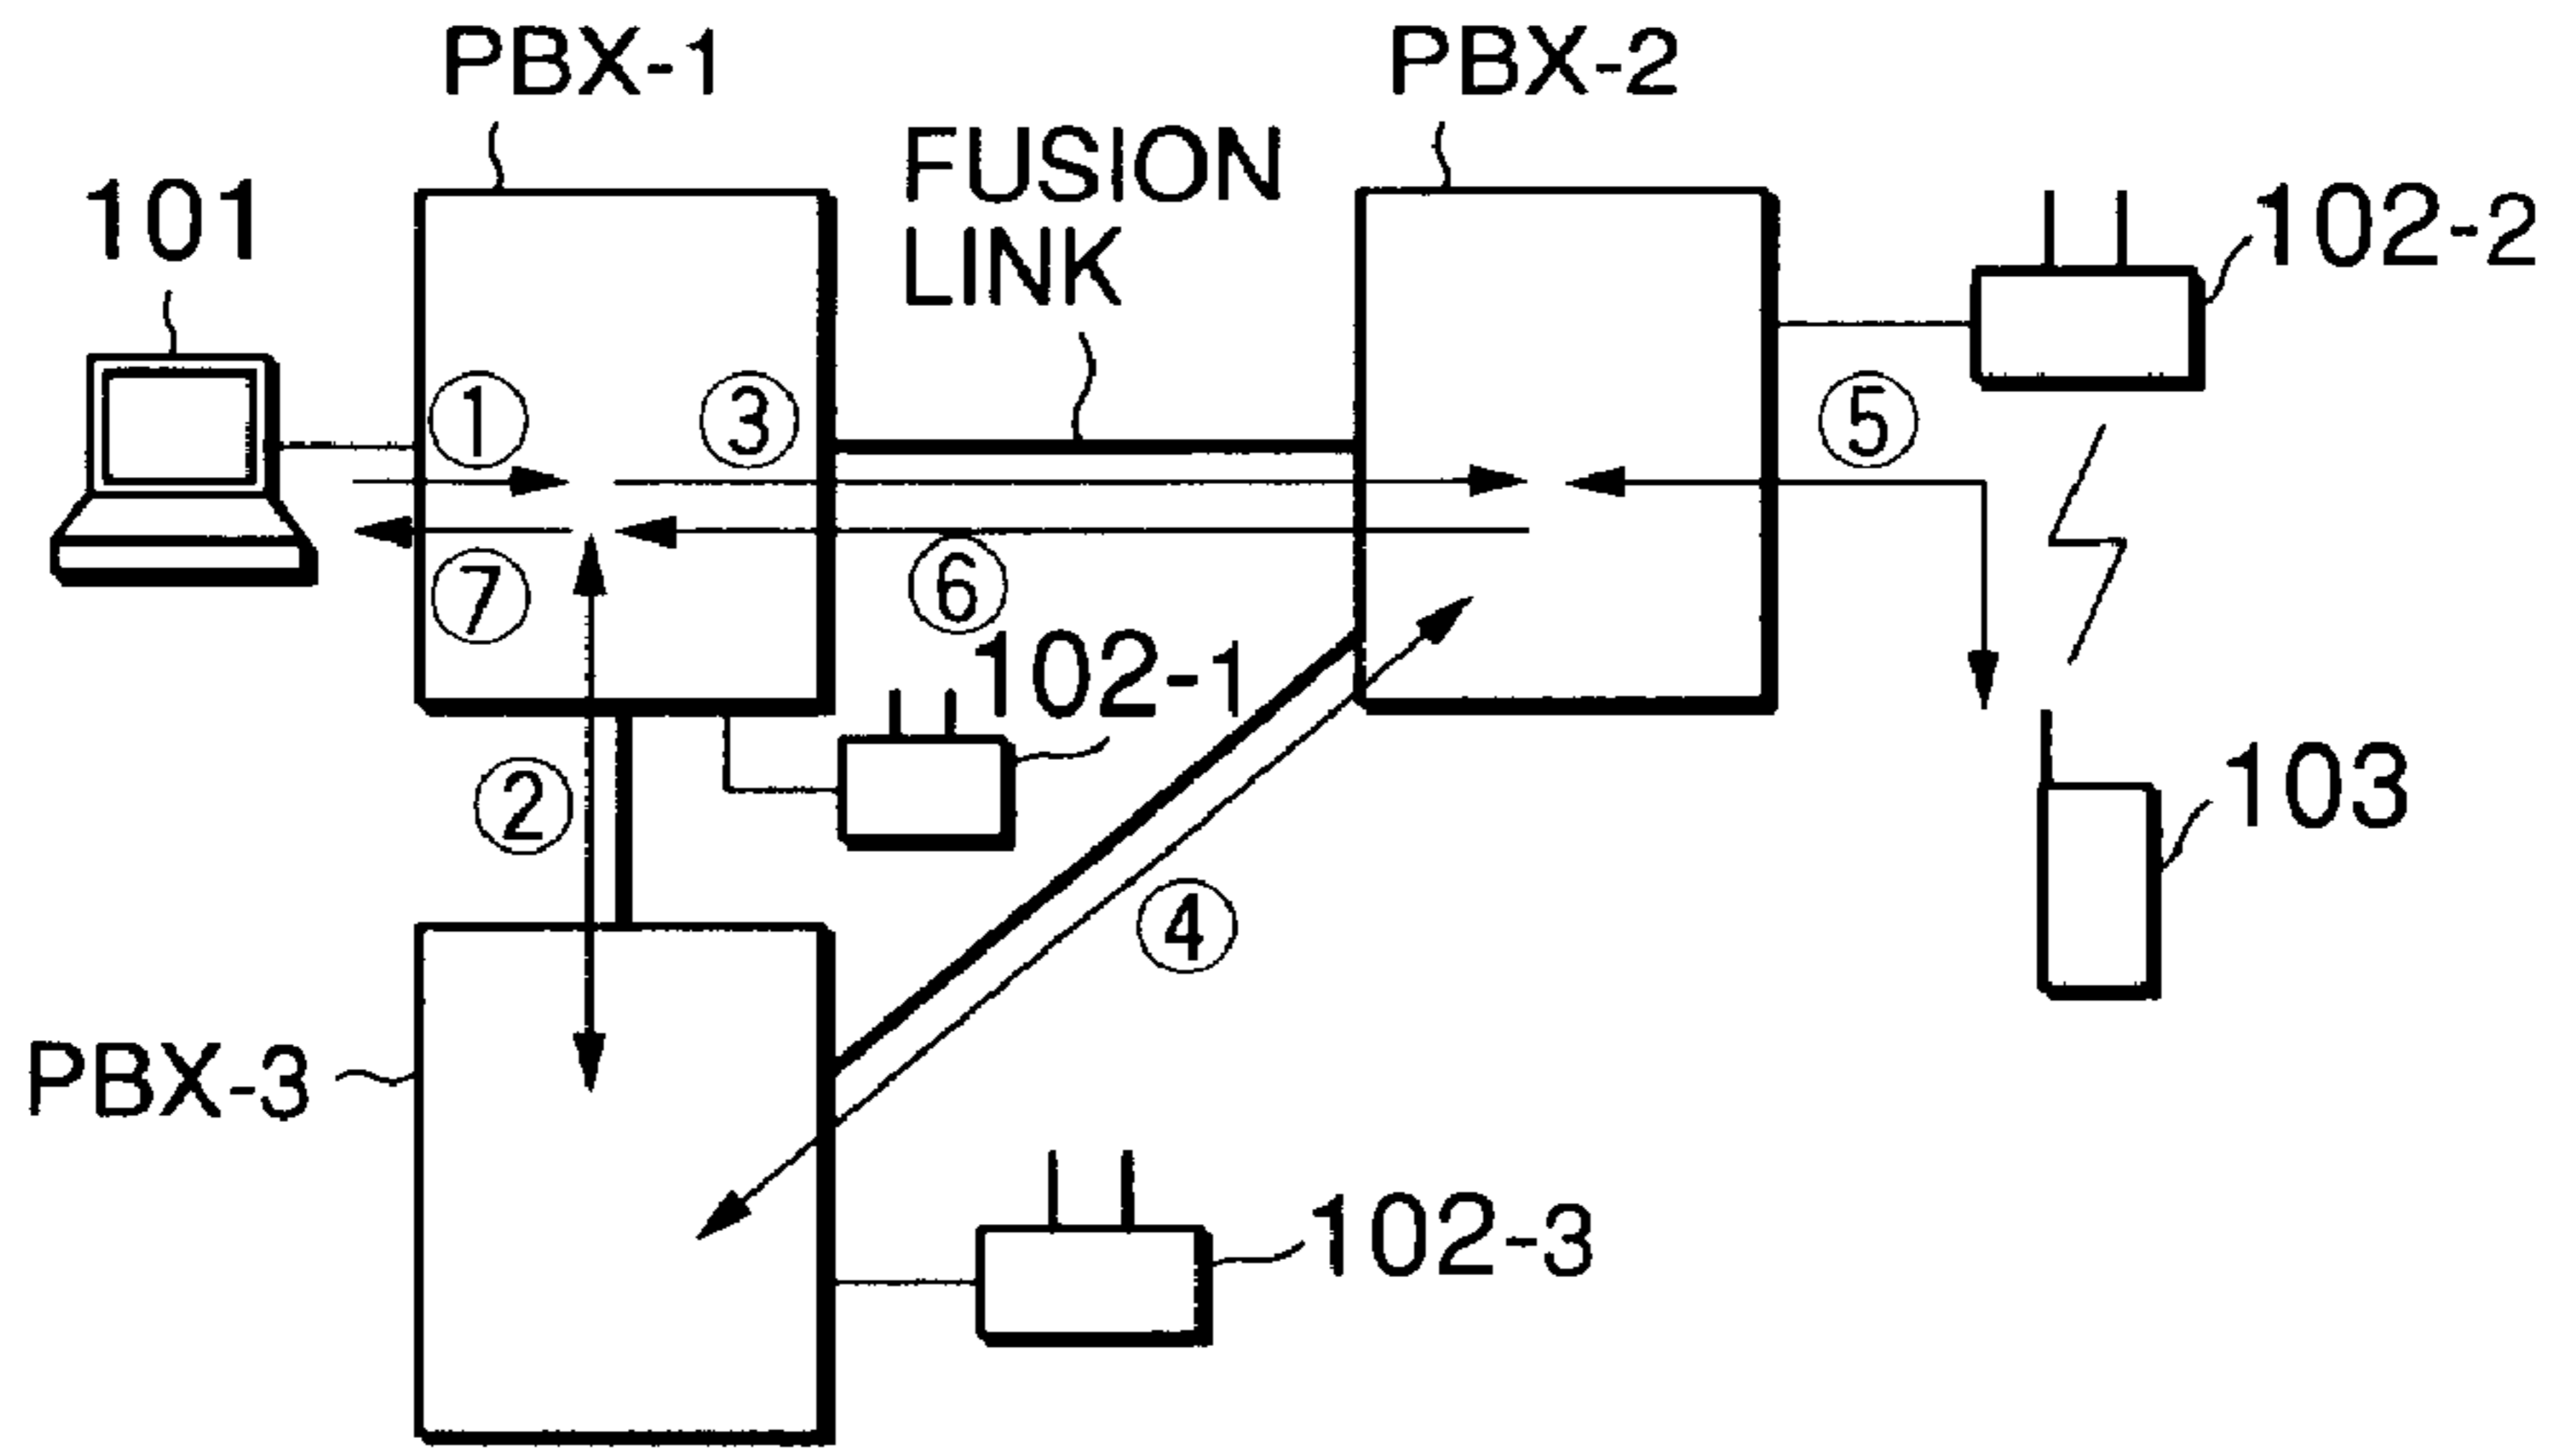 PBX-1
PBX-2
FUSION
LINK
101
102-2
①
③
⑤
⑦
⑥
102-1
②
103
④
PBX-3
102-3